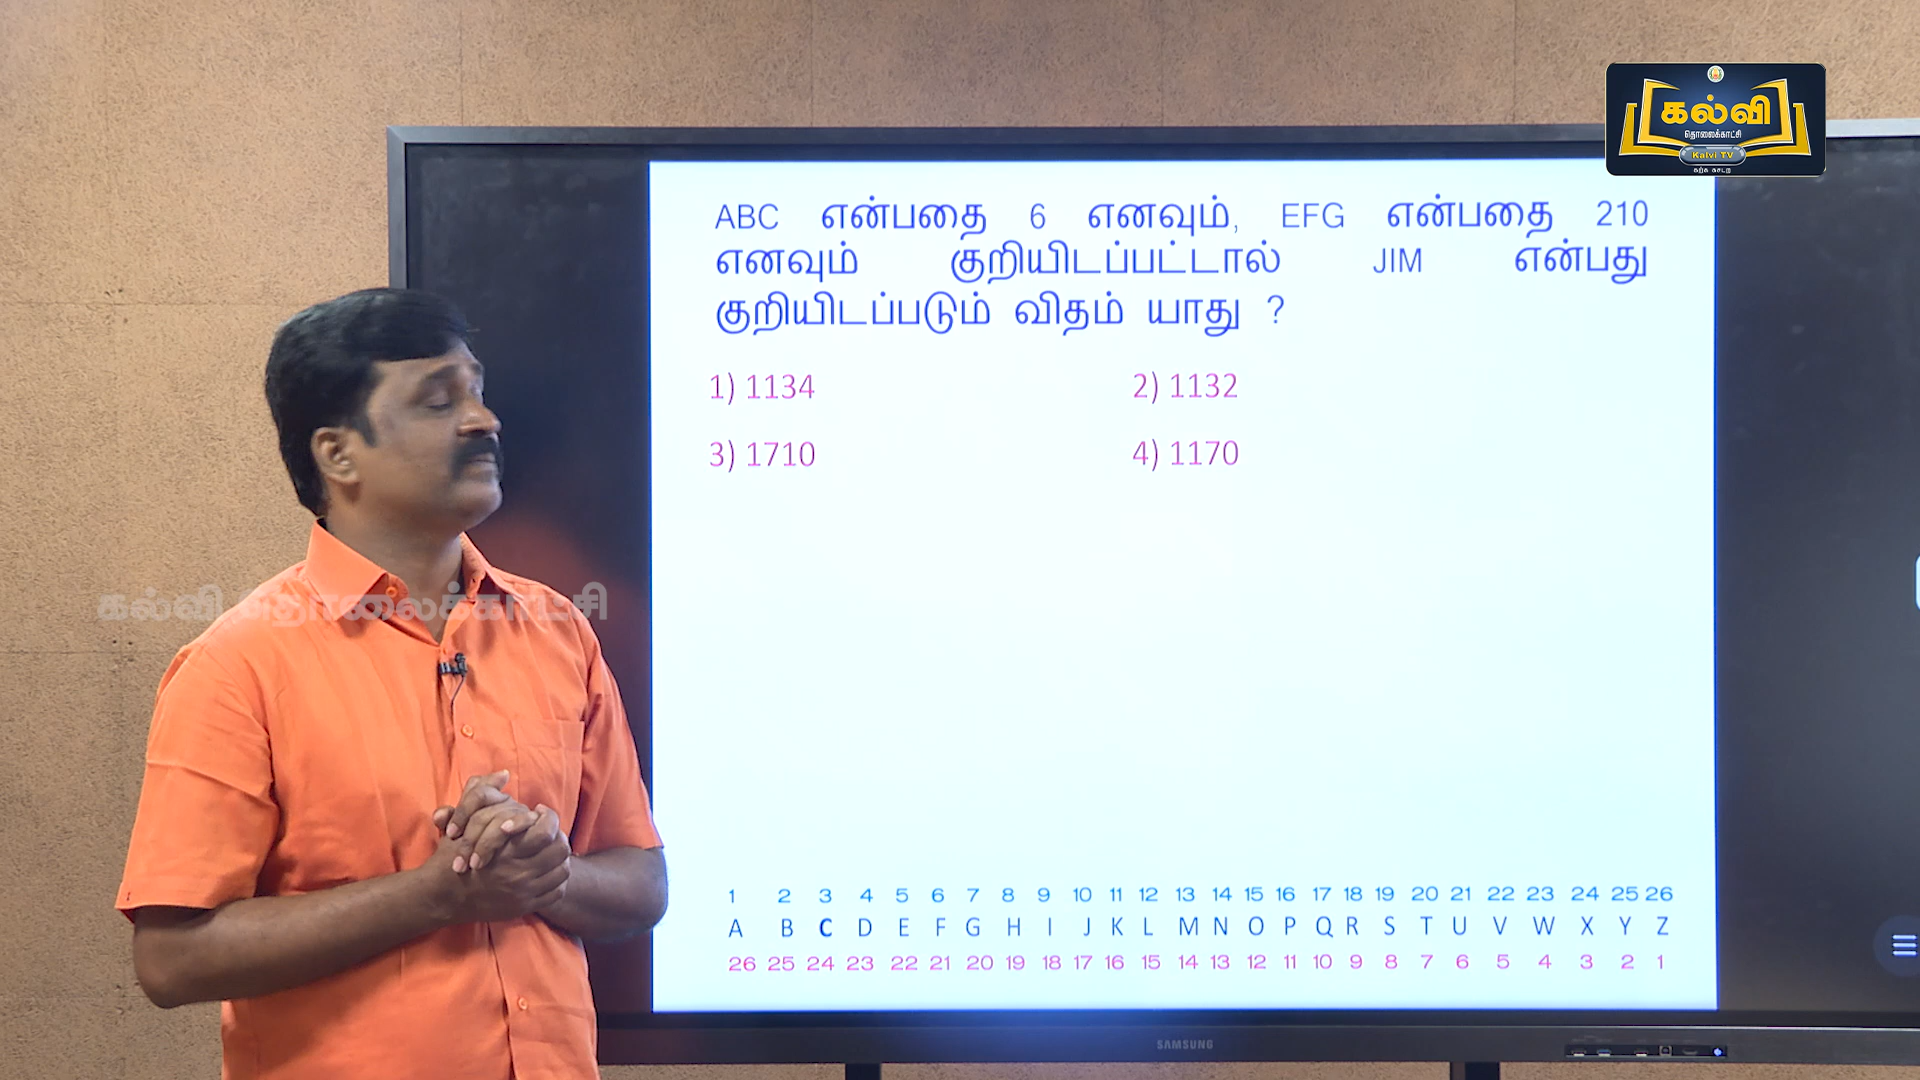 கல்வி
தொலைக்காட்சி
Kalvi TV
கற்க கசடற
ABC என்பதை 6 எனவும், EFG என்பதை 210
எனவும் குறியிடப்பட்டால் JIM என்பது
குறியிடப்படும் விதம் யாது ?
1) 1134 2) 1132
3) 1710 4) 1170
கல்வி தொலைக்காட்சி
1 2 3 4 5 6 7 8 9 10 11 12 13 14 15 16 17 18 19 20 21 22 23 24 25 26
A B C D E F G H I J K L M N O P Q R S T U V W X Y Z
26 25 24 23 22 21 20 19 18 17 16 15 14 13 12 11 10 9 8 7 6 5 4 3 2 1
SAMSUNG